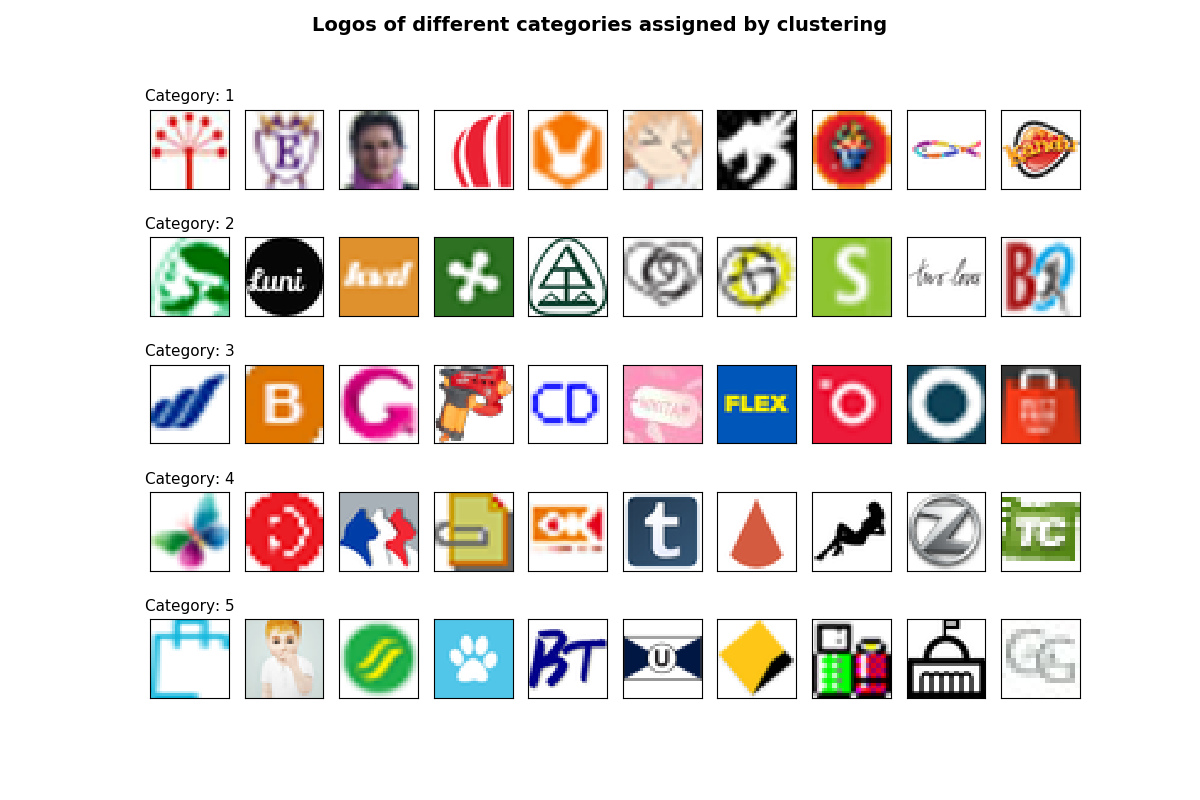 Logos of different categories assigned by clustering
Category: 1
E
Category: 2
Luni
S
Category: 3
B
G
CD
FLEX
Category: 4
OK
t
Z
TC
Category: 5
BT
U
GG